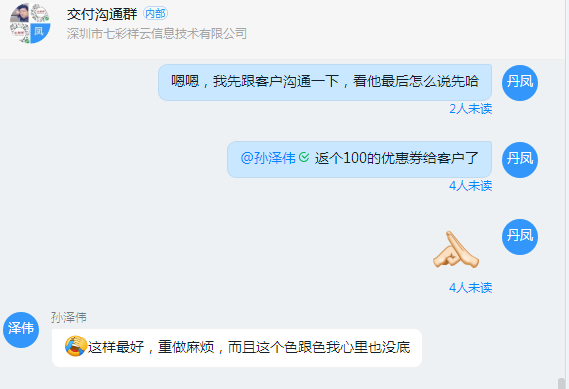 交付沟通群 内部
深圳市七彩祥云信息技术有限公司
凤
嗯嗯，我先跟客户沟通一下，看他最后怎么说先哈
丹凤
2人未读
@孙泽伟 返个100的优惠券给客户了
丹凤
4人未读
丹凤
4人未读
孙泽伟
泽伟
这样最好，重做麻烦，而且这个色跟色我心里也没底